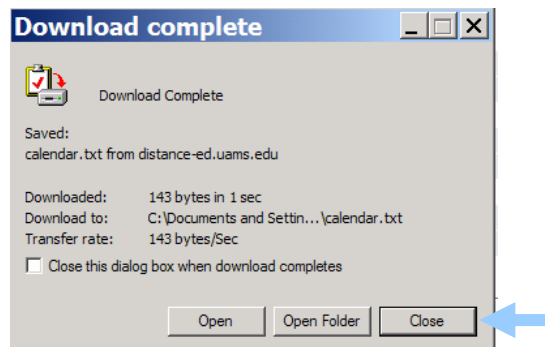 Download complete
Download Complete
Saved:
calendar.txt from distance-ed.uams.edu
Downloaded: 143 bytes in 1 sec
Download to: C:\Documents and Settin...\calendar.txt
Transfer rate: 143 bytes/Sec
Close this dialog box when download completes
Open Open Folder Close